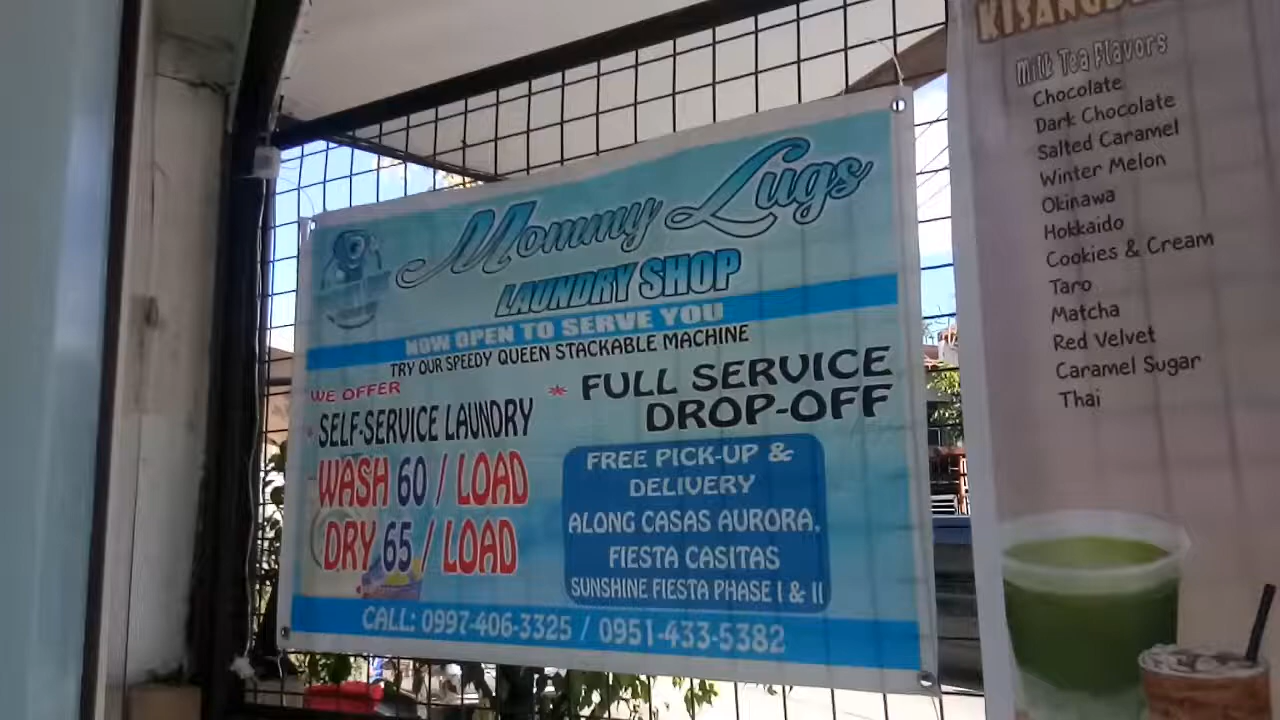 Mommy Lugs
LAUNDRY SHOP
NOW OPEN TO SERVE YOU
TRY OUR SPEEDY QUEEN STACKABLE MACHINE
WE OFFER
* SELF-SERVICE LAUNDRY
WASH 60 / LOAD
DRY 65 / LOAD
* FULL SERVICE
DROP-OFF
FREE PICK-UP &
DELIVERY
ALONG CASAS AURORA,
FIESTA CASITAS
SUNSHINE FIESTA PHASE I & II
CALL: 0997-406-3325 / 0951-433-5382
Milk Tea Flavors
Chocolate
Dark Chocolate
Salted Caramel
Winter Melon
Okinawa
Hokkaido
Cookies & Cream
Taro
Matcha
Red Velvet
Caramel Sugar
Thai